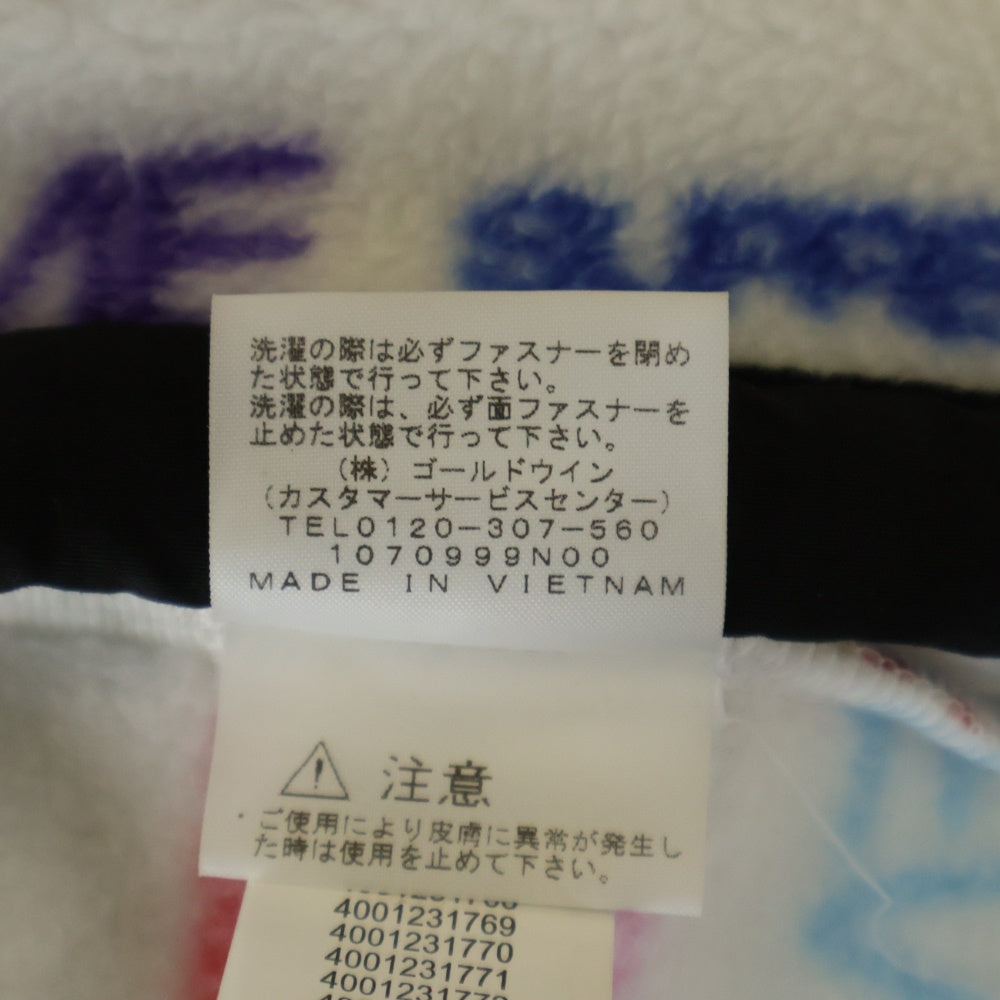 洗濯の際は必ずファスナーを閉め
た状態で行って下さい。
洗濯の際は、必ず面ファスナーを
止めた状態で行って下さい。
(株)ゴールドウイン
(カスタマーサービスセンター)
TEL0120-307-560
1070999N00
MADE IN VIETNAM
注意
・ご使用により皮膚に異常が発生し
た時は使用を止めて下さい。
4001231769
4001231770
4001231771